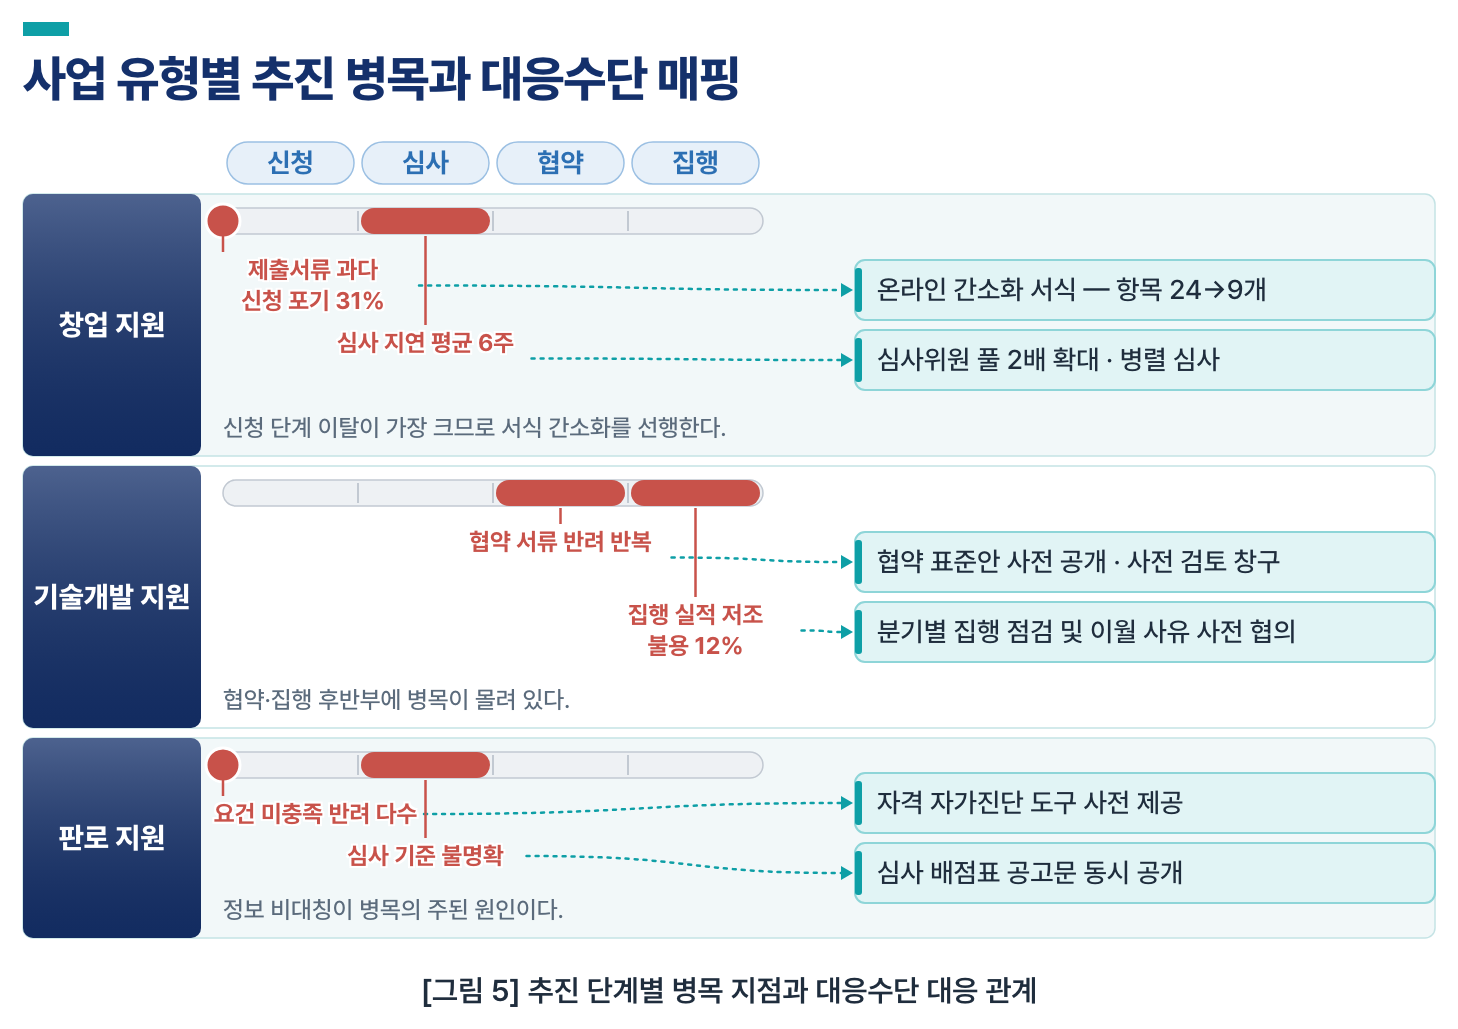 사업 유형별 추진 병목과 대응수단 매핑
신청
심사
협약
집행
창업 지원
제출서류 과다
신청 포기 31%
심사 지연 평균 6주
온라인 간소화 서식 — 항목 24→9개
심사위원 풀 2배 확대 · 병렬 심사
신청 단계 이탈이 가장 크므로 서식 간소화를 선행한다.
기술개발 지원
협약 서류 반려 반복
집행 실적 저조
불용 12%
협약 표준안 사전 공개 · 사전 검토 창구
분기별 집행 점검 및 이월 사유 사전 협의
협약·집행 후반부에 병목이 몰려 있다.
판로 지원
요건 미충족 반려 다수
심사 기준 불명확
자격 자가진단 도구 사전 제공
심사 배점표 공고문 동시 공개
정보 비대칭이 병목의 주된 원인이다.
[그림 5] 추진 단계별 병목 지점과 대응수단 대응 관계